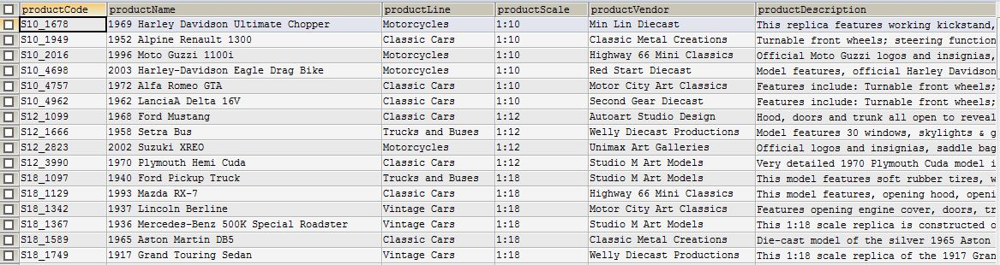 productCode productName productLine productScale productVendor productDescription
S10_1678 1969 Harley Davidson Ultimate Chopper Motorcycles 1:10 Min Lin Diecast This replica features working kickstand,
S10_1949 1952 Alpine Renault 1300 Classic Cars 1:10 Classic Metal Creations Turnable front wheels; steering function
S10_2016 1996 Moto Guzzi 1100i Motorcycles 1:10 Highway 66 Mini Classics Official Moto Guzzi logos and insignias,
S10_4698 2003 Harley-Davidson Eagle Drag Bike Motorcycles 1:10 Red Start Diecast Model features, official Harley Davidson
S10_4757 1972 Alfa Romeo GTA Classic Cars 1:10 Motor City Art Classics Features include: Turnable front wheels;
S10_4962 1962 LanciaA Delta 16V Classic Cars 1:10 Second Gear Diecast Features include: Turnable front wheels;
S12_1099 1968 Ford Mustang Classic Cars 1:12 Autoart Studio Design Hood, doors and trunk all open to reveal
S12_1666 1958 Setra Bus Trucks and Buses 1:12 Welly Diecast Productions Model features 30 windows, skylights & g
S12_2823 2002 Suzuki XREO Motorcycles 1:12 Unimax Art Galleries Official logos and insignias, saddle bag
S12_3990 1970 Plymouth Hemi Cuda Classic Cars 1:12 Studio M Art Models Very detailed 1970 Plymouth Cuda model i
S18_1097 1940 Ford Pickup Truck Trucks and Buses 1:18 Studio M Art Models This model features soft rubber tires, w
S18_1129 1993 Mazda RX-7 Classic Cars 1:18 Highway 66 Mini Classics This model features, opening hood, openi
S18_1342 1937 Lincoln Berline Vintage Cars 1:18 Motor City Art Classics Features opening engine cover, doors, tr
S18_1367 1936 Mercedes-Benz 500K Special Roadster Vintage Cars 1:18 Studio M Art Models This 1:18 scale replica is constructed o
S18_1589 1965 Aston Martin DB5 Classic Cars 1:18 Classic Metal Creations Die-cast model of the silver 1965 Aston
S18_1749 1917 Grand Touring Sedan Vintage Cars 1:18 Welly Diecast Productions This 1:18 scale replica of the 1917 Gran